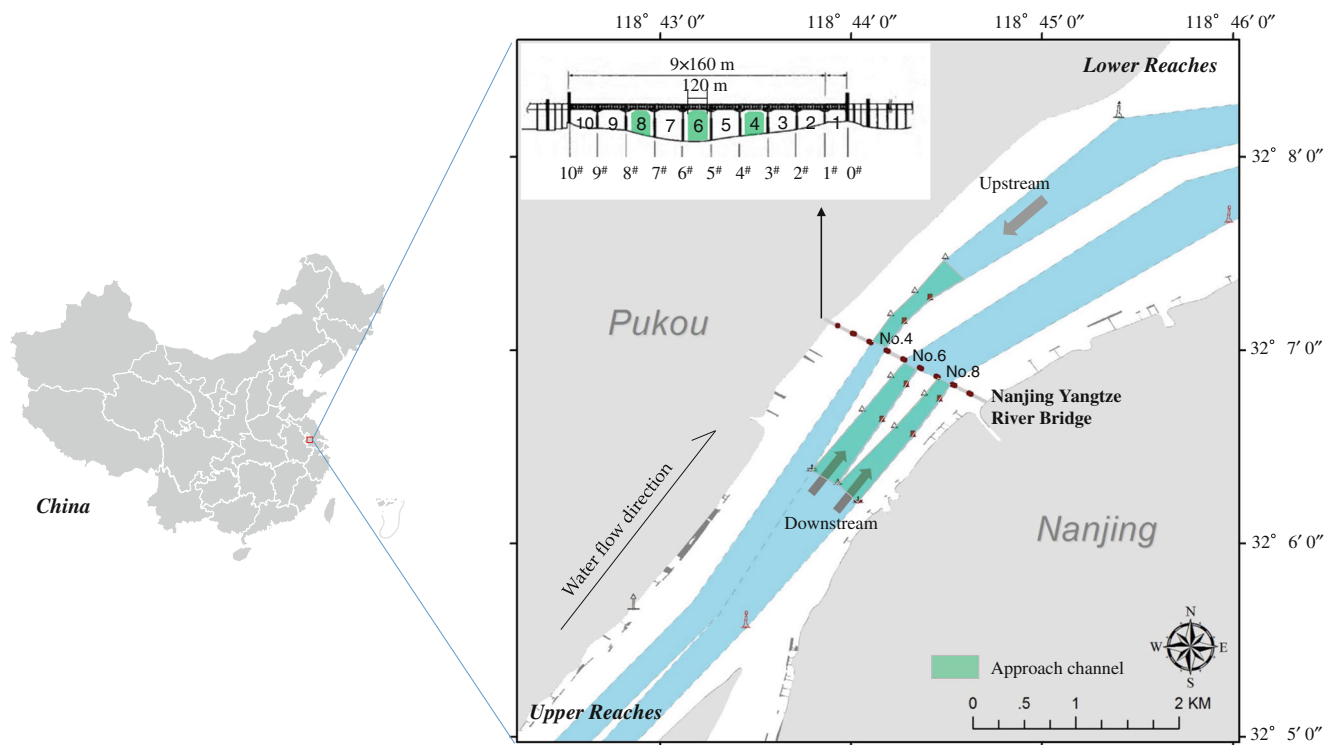 118° 43′ 0″ 118° 44′ 0″ 118° 45′ 0″ 118° 46′ 0″
Lower Reaches
9×160 m
120 m
10 9 8 7 6 5 4 3 2 1
10# 9# 8# 7# 6# 5# 4# 3# 2# 1# 0#
32° 8′ 0″
Upstream
Pukou
No.4
No.6
32° 7′ 0″
No.8
Nanjing Yangtze
River Bridge
China
Water flow direction
Downstream
Nanjing
32° 6′ 0″
N
W E
S
Approach channel
0 .5 1 2 KM
Upper Reaches
32° 5′ 0″